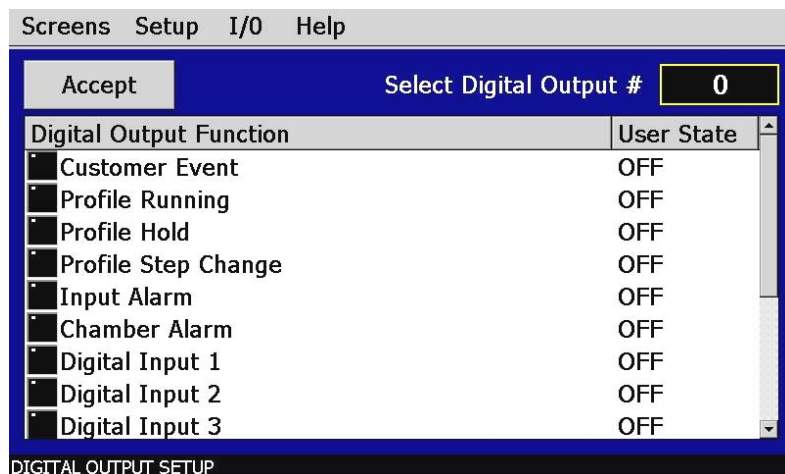 Screens Setup I/0 Help
Accept Select Digital Output # 0
Digital Output Function User State
Customer Event OFF
Profile Running OFF
Profile Hold OFF
Profile Step Change OFF
Input Alarm OFF
Chamber Alarm OFF
Digital Input 1 OFF
Digital Input 2 OFF
Digital Input 3 OFF
DIGITAL OUTPUT SETUP